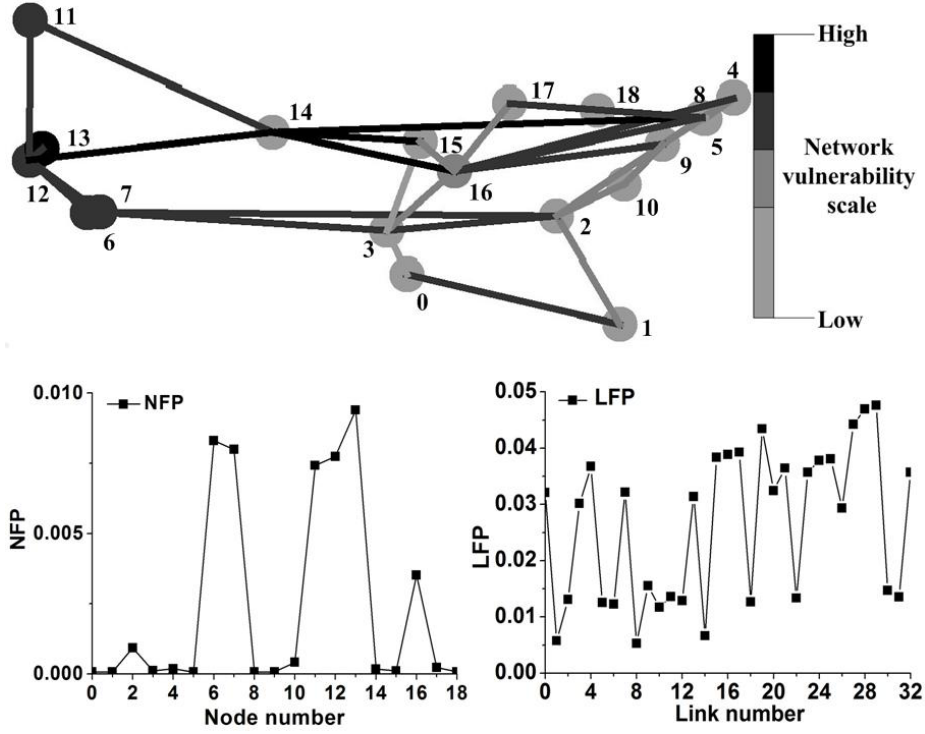 11
High
17
4
14
18
8
13
15
5
Network
vulnerability
scale
9
12
7
16
10
6
3
2
0
1
Low
0.010
NFP
0.005
0.000
NFP
0 2 4 6 8 10 12 14 16 18
Node number
0.05
LFP
0.04
0.03
0.02
0.01
0.00
LFP
0 4 8 12 16 20 24 28 32
Link number